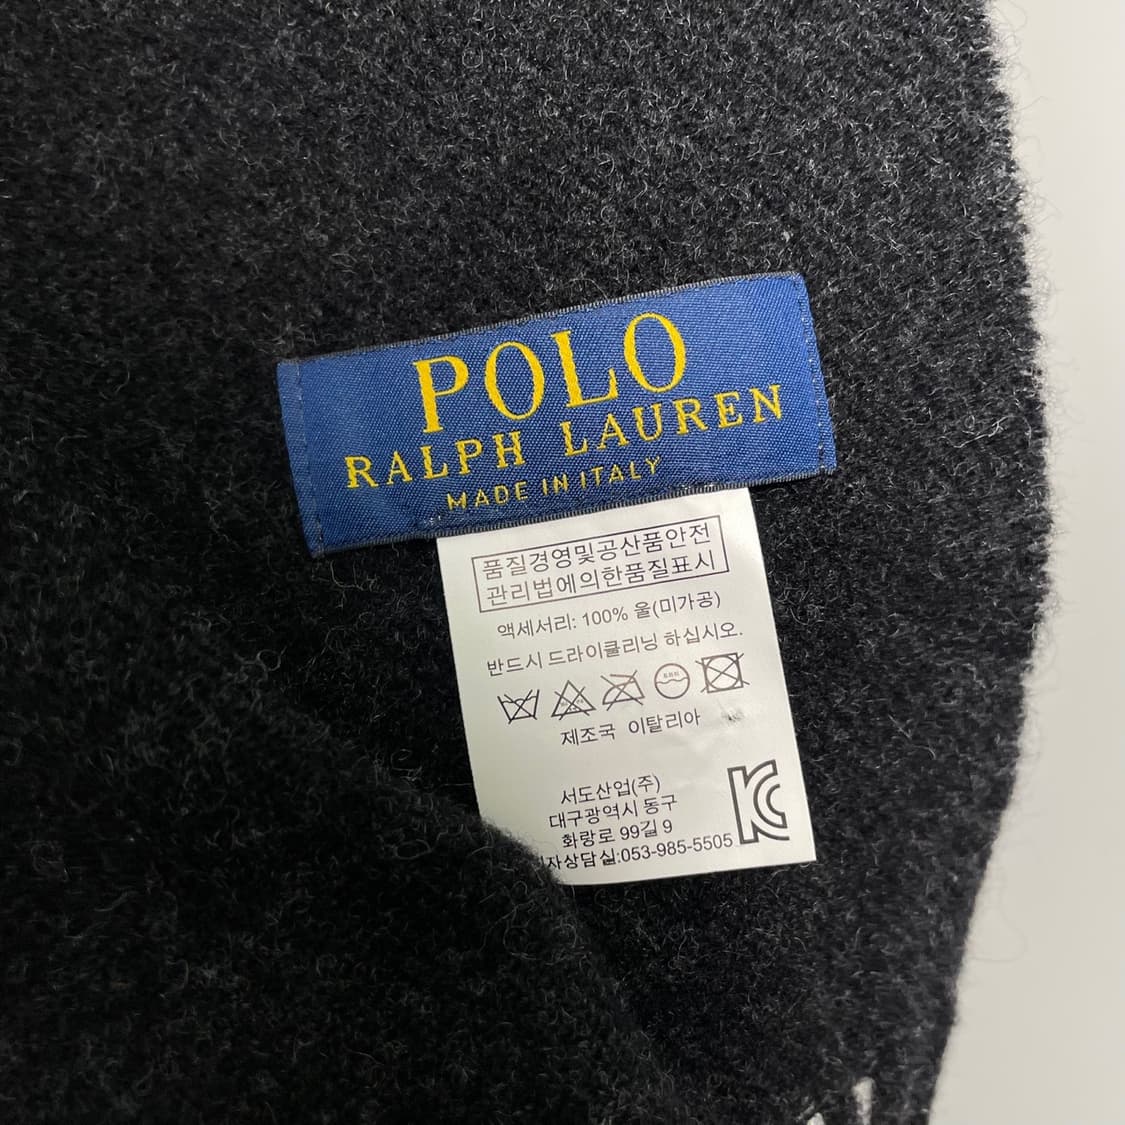 POLO
RALPH LAUREN
MADE IN ITALY
품질경영및공산품안전
관리법에의한품질표시
액세서리: 100% 울(미가공)
반드시 드라이클리닝 하십시오.
제조국 이탈리아
서도산업(주)
대구광역시 동구
화랑로 99길 9
자상담실:053-985-5505